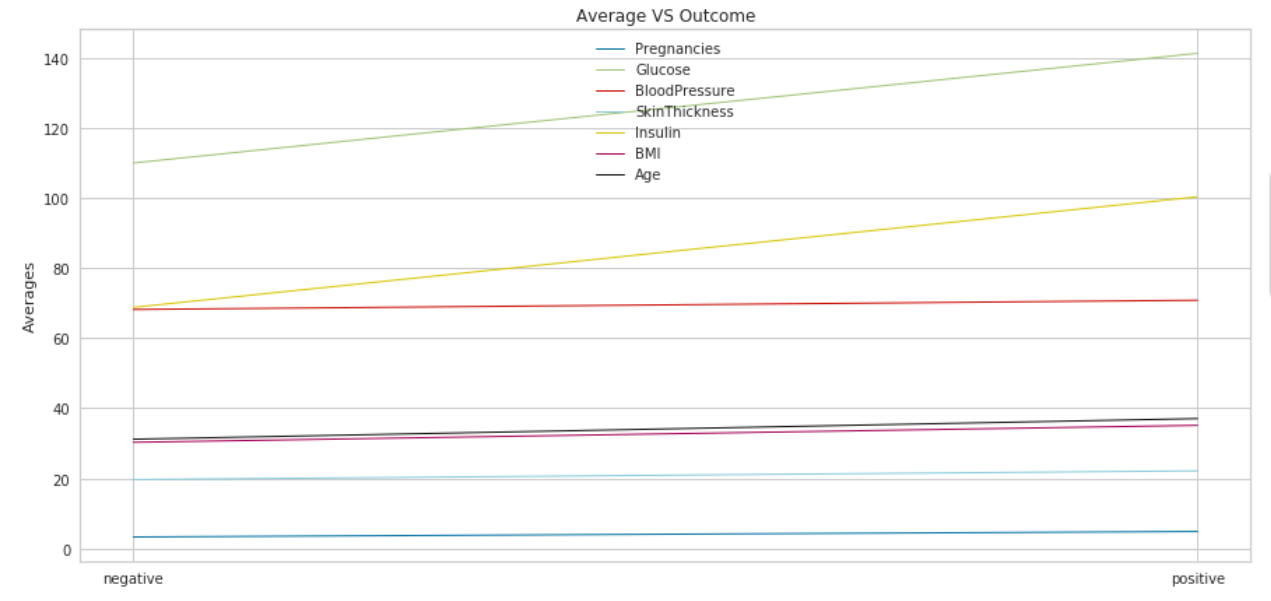 Average VS Outcome
Pregnancies
Glucose
BloodPressure
SkinThickness
Insulin
BMI
Age
140
120
100
80
60
40
20
0
Averages
negative
positive